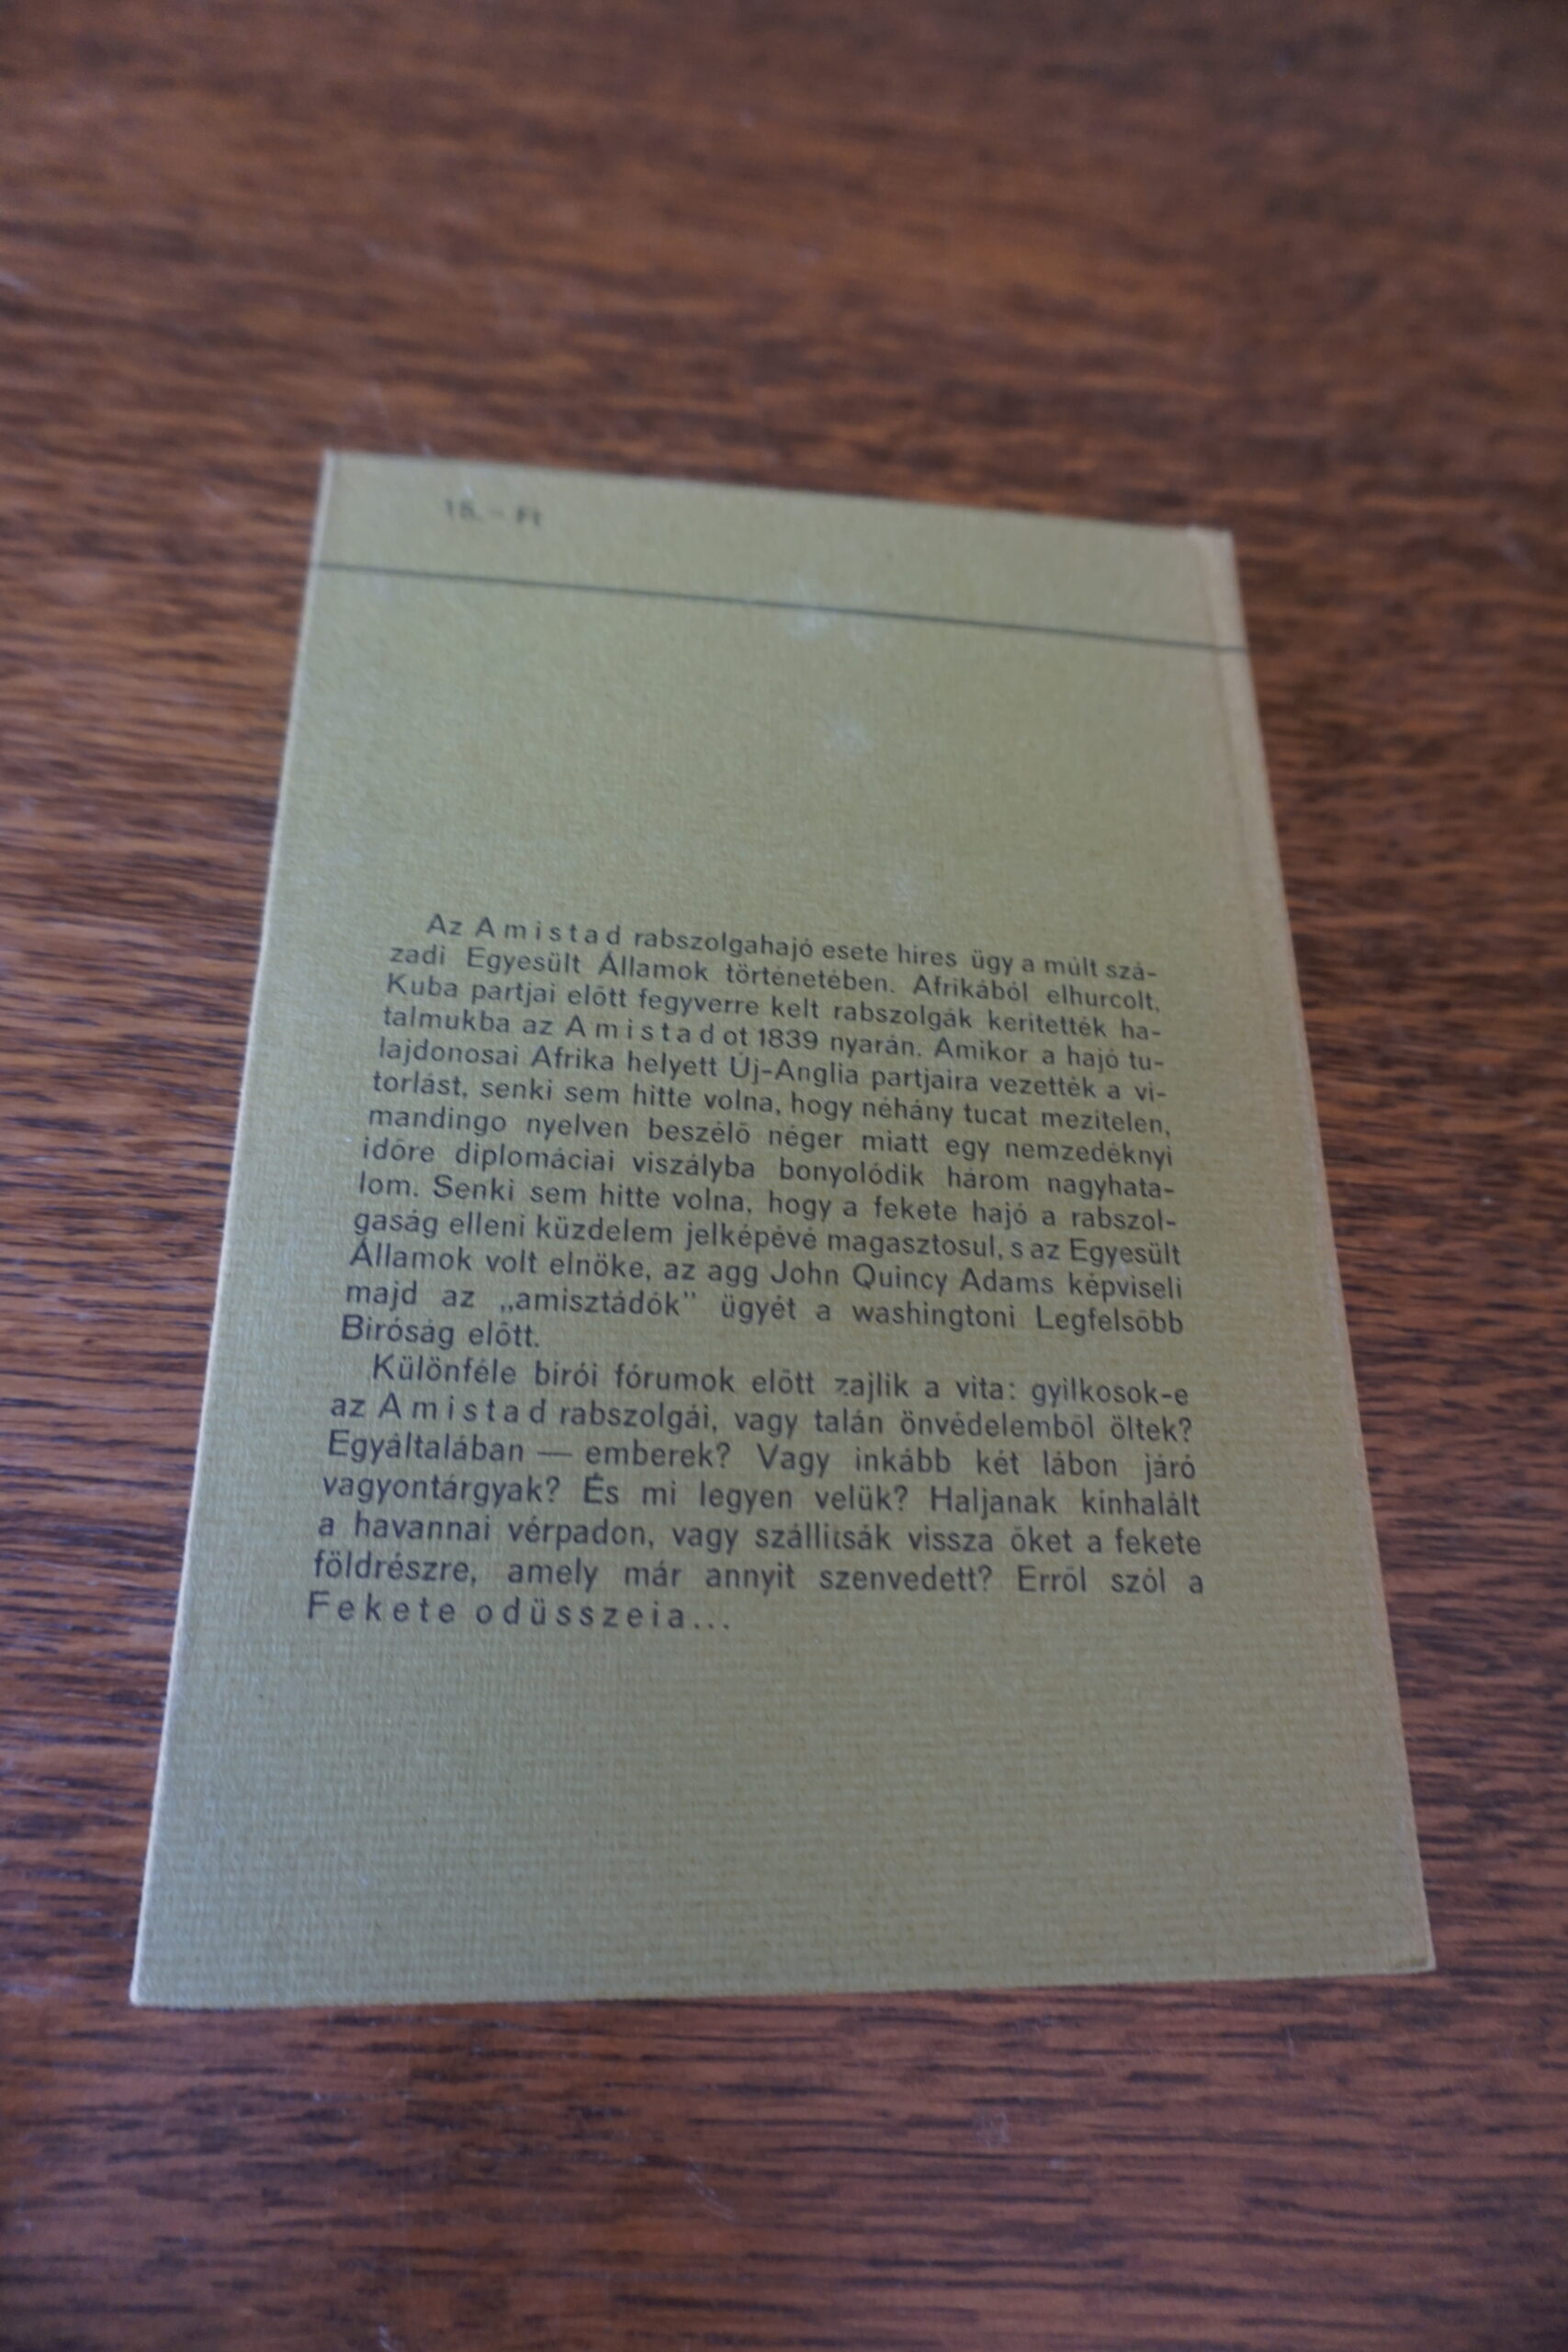 15.- Ft
Az Amistad rabszolgahajó esete híres ügy a múlt szá-
zadi Egyesült Államok történetében. Afrikából elhurcolt,
Kuba partjai előtt fegyverre kelt rabszolgák kerítették ha-
talmukba az Amistadot 1839 nyarán. Amikor a hajó tu-
lajdonosai Afrika helyett Új-Anglia partjaira vezették a vi-
torlást, senki sem hitte volna, hogy néhány tucat mezítelen,
mandingo nyelven beszélő néger miatt egy nemzedéknyi
időre diplomáciai viszályba bonyolódik három nagyhata-
lom. Senki sem hitte volna, hogy a fekete hajó a rabszol-
gaság elleni küzdelem jelképévé magasztosul, s az Egyesült
Államok volt elnöke, az agg John Quincy Adams képviseli
majd az „amisztádók" ügyét a washingtoni Legfelsőbb
Bíróság előtt.
Különféle bírói fórumok előtt zajlik a vita: gyilkosok-e
az Amistad rabszolgái, vagy talán önvédelemből öltek?
Egyáltalában — emberek? Vagy inkább két lábon járó
vagyontárgyak? És mi legyen velük? Haljanak kínhalált
a havannai vérpadon, vagy szállítsák vissza őket a fekete
földrészre, amely már annyit szenvedett? Erről szól a
Fekete odüsszeia...